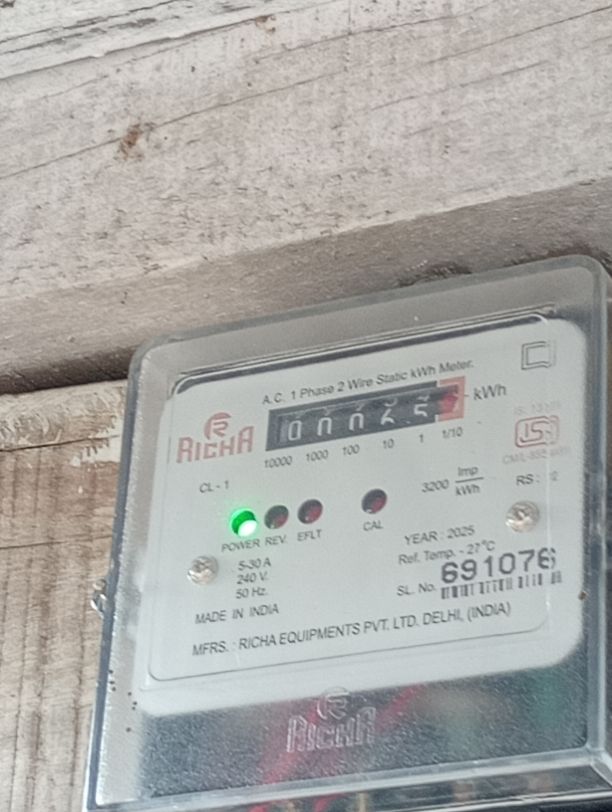 A.C. 1 Phase 2 Wire Static kWh Meter.
RICHA
kWh
10000 1000 100 10 1 1/10
CL - 1
3200 Imp/kWh
RS :
POWER REV. EFLT CAL
5-30 A
240 V.
50 Hz.
YEAR : 2025
Ref. Temp. - 27°C
SL. No. 691076
MADE IN INDIA
MFRS. : RICHA EQUIPMENTS PVT. LTD. DELHI, (INDIA)
RICHA